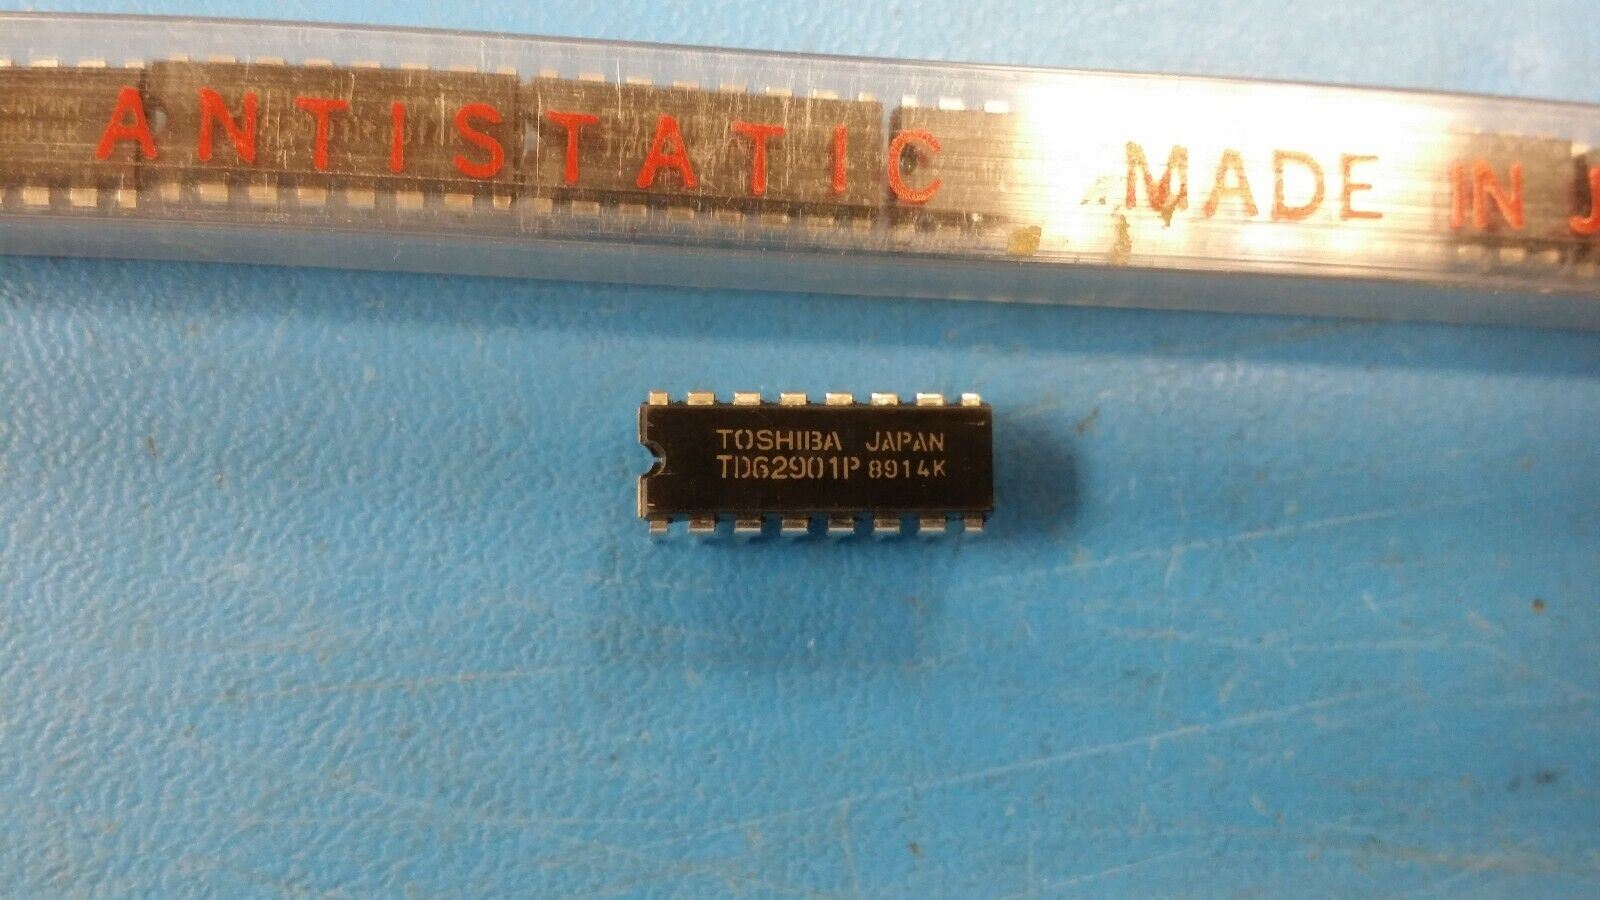 ANTISTATIC MADE IN J
TOSHIBA JAPAN
TD62901P 8914K